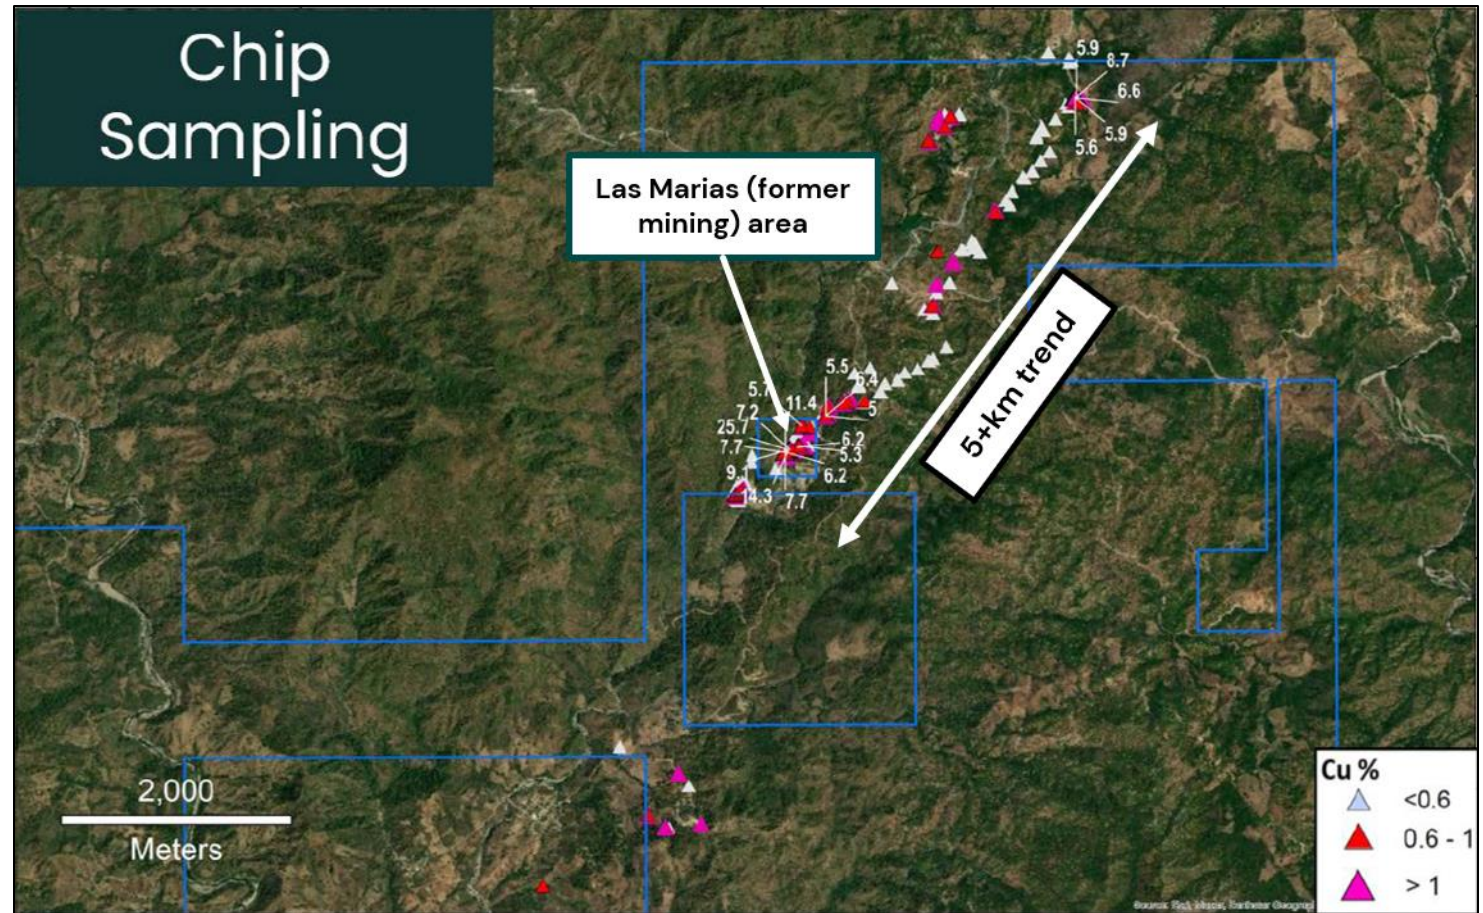 Chip
Sampling
5.9
8.7
6.6
5.9
5.6
Las Marias (former
mining) area
5+km trend
5.5
6.4
5.7
11.4
5
7.2
25.7
6.2
7.7
5.3
9.1
6.2
14.3
7.7
2,000
Meters
Cu %
<0.6
0.6 - 1
> 1